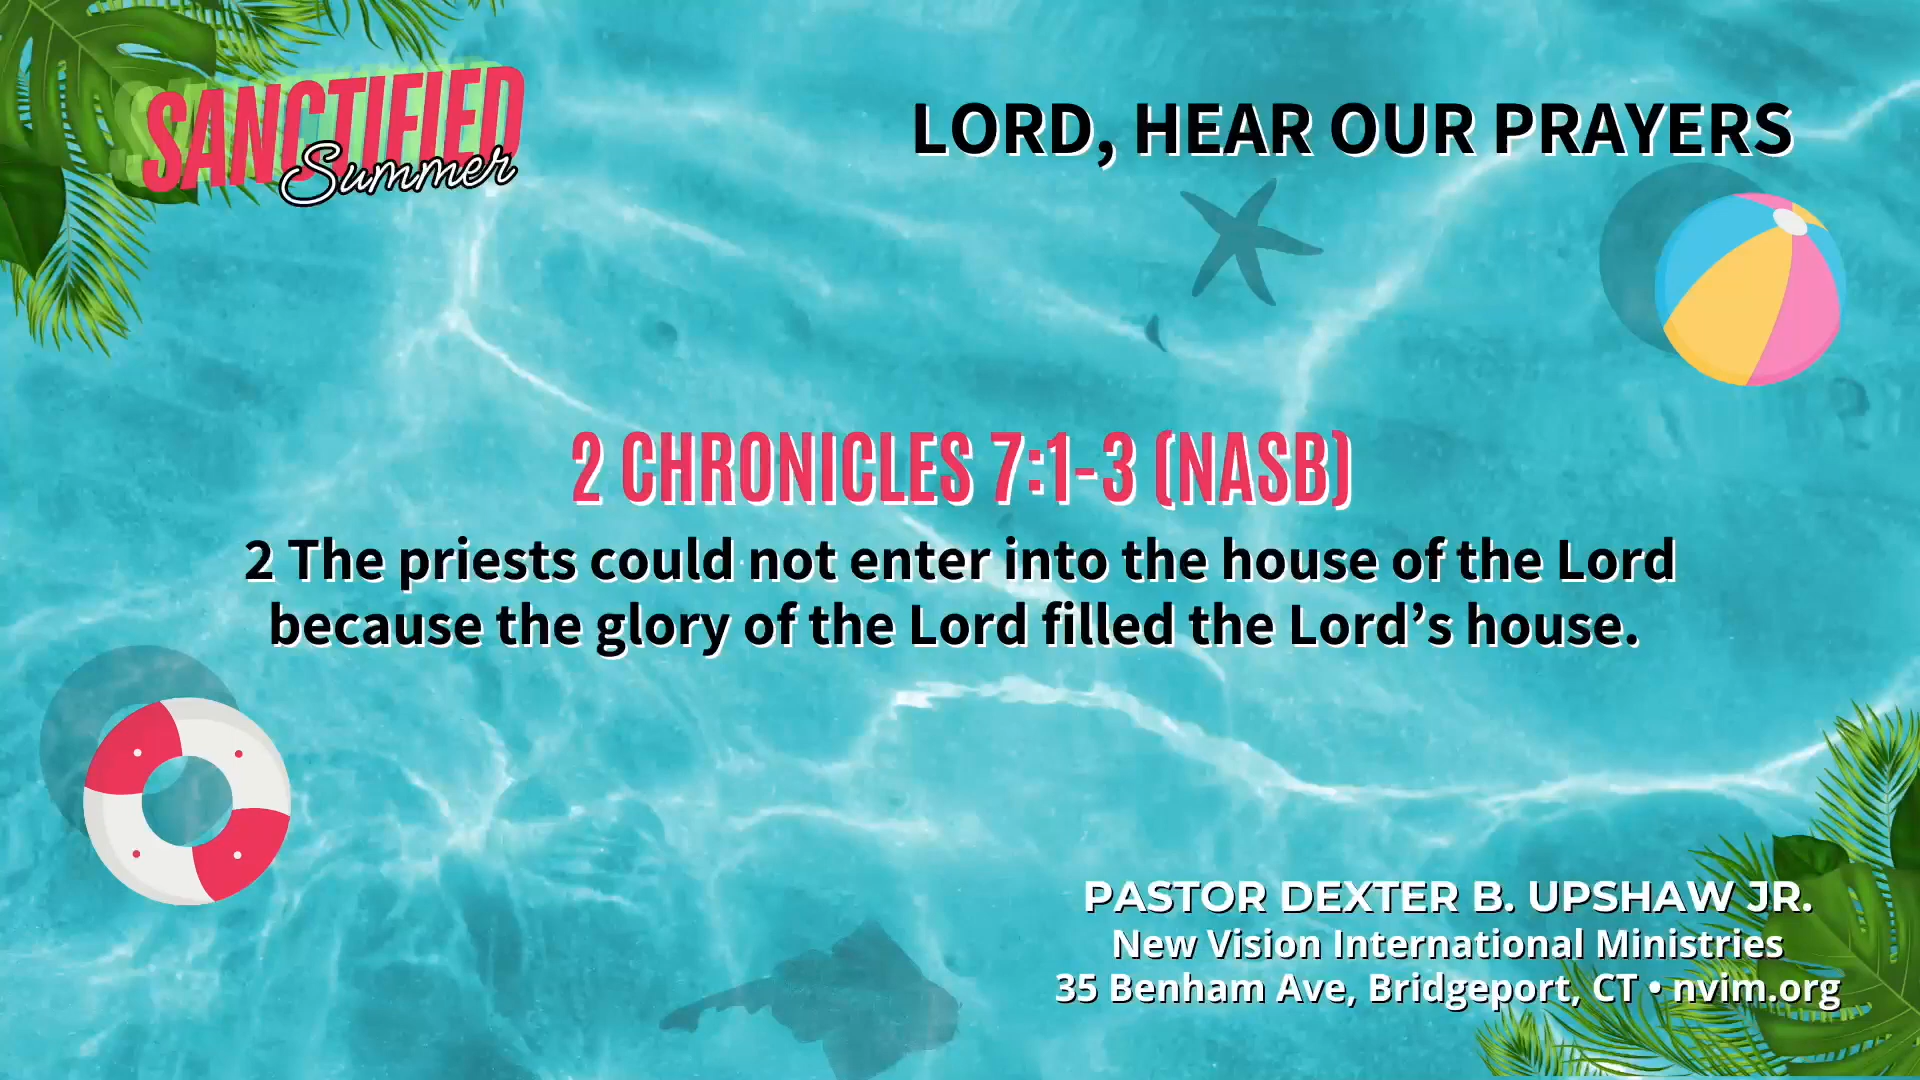 SANCTIFIED
Summer
LORD, HEAR OUR PRAYERS
2 CHRONICLES 7:1-3 (NASB)
2 The priests could not enter into the house of the Lord
because the glory of the Lord filled the Lord’s house.
PASTOR DEXTER B. UPSHAW JR.
New Vision International Ministries
35 Benham Ave, Bridgeport, CT • nvim.org